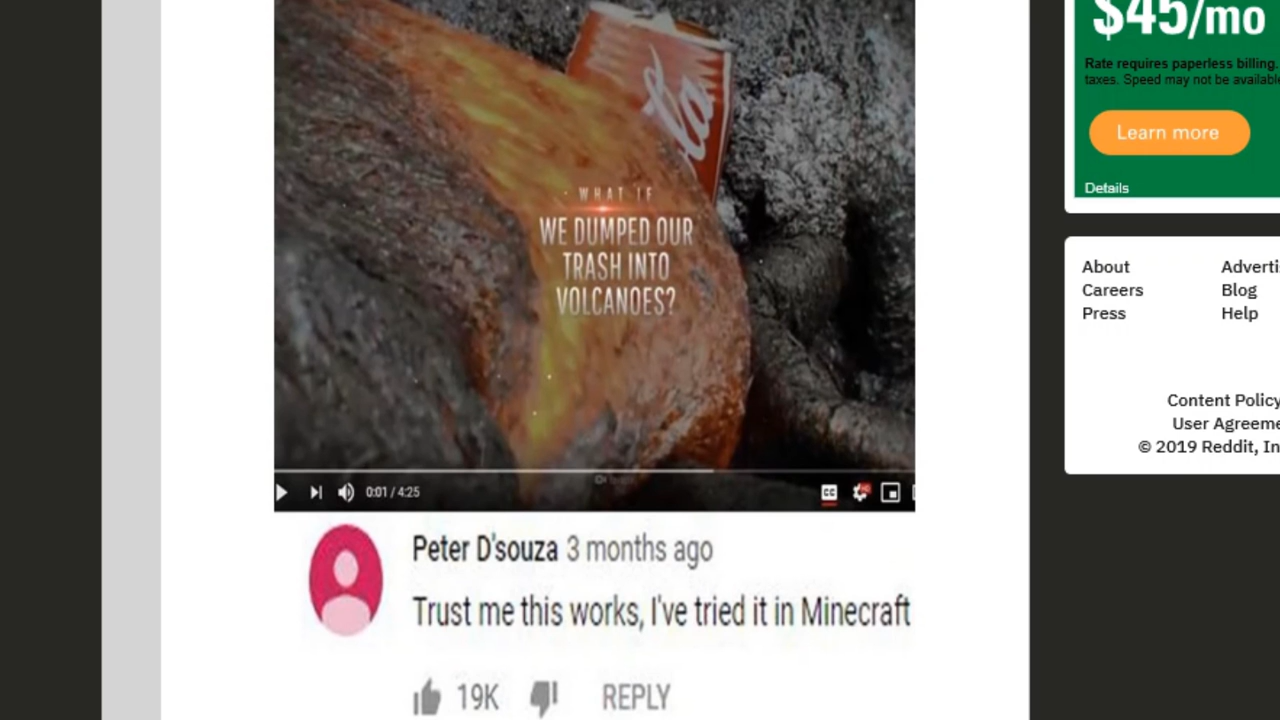 $45/mo
Rate requires paperless billing.
taxes. Speed may not be available
Learn more
Details
WHAT IF
WE DUMPED OUR
TRASH INTO
VOLCANOES?
0:01 / 4:25
CC
About
Adverti
Careers
Blog
Press
Help
Content Policy
User Agreeme
© 2019 Reddit, In
Peter D'souza 3 months ago
Trust me this works, I've tried it in Minecraft
19K REPLY